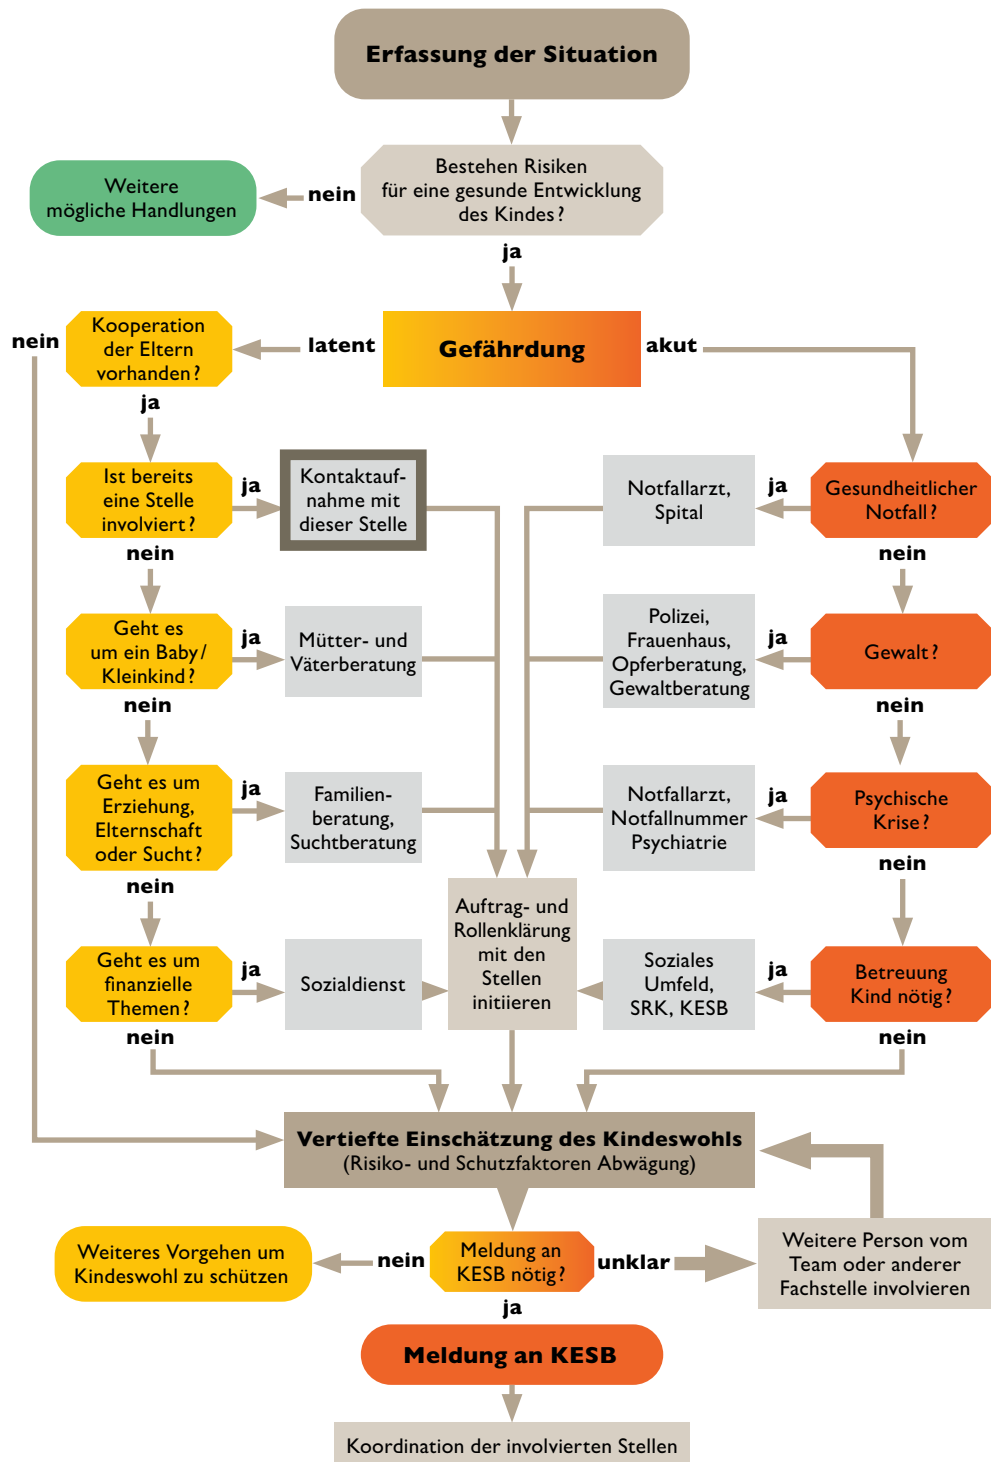 Erfassung der Situation
Bestehen Risiken
für eine gesunde Entwicklung
des Kindes?
nein
Weitere
mögliche Handlungen
ja
Gefährdung
latent
akut
Kooperation
der Eltern
vorhanden?
nein
ja
Ist bereits
eine Stelle
involviert?
ja
Kontaktauf-
nahme mit
dieser Stelle
Notfallarzt,
Spital
ja
Gesundheitlicher
Notfall?
nein
nein
Geht es
um ein Baby/
Kleinkind?
ja
Mütter- und
Väterberatung
Polizei,
Frauenhaus,
Opferberatung,
Gewaltberatung
ja
Gewalt?
nein
nein
Geht es um
Erziehung,
Elternschaft
oder Sucht?
ja
Familien-
beratung,
Suchtberatung
Notfallarzt,
Notfallnummer
Psychiatrie
ja
Psychische
Krise?
nein
nein
Auftrag- und
Rollenklärung
mit den
Stellen
initiieren
Geht es um
finanzielle
Themen?
ja
Sozialdienst
Soziales
Umfeld,
SRK, KESB
ja
Betreuung
Kind nötig?
nein
nein
Vertiefte Einschätzung des Kindeswohls
(Risiko- und Schutzfaktoren Abwägung)
Weiteres Vorgehen um
Kindeswohl zu schützen
nein
Meldung an
KESB nötig?
unklar
Weitere Person vom
Team oder anderer
Fachstelle involvieren
ja
Meldung an KESB
Koordination der involvierten Stellen